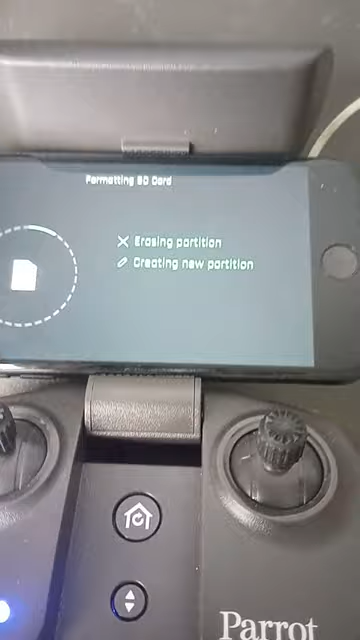 Formatting SD Card
Erasing partition
Creating new partition
Parrot